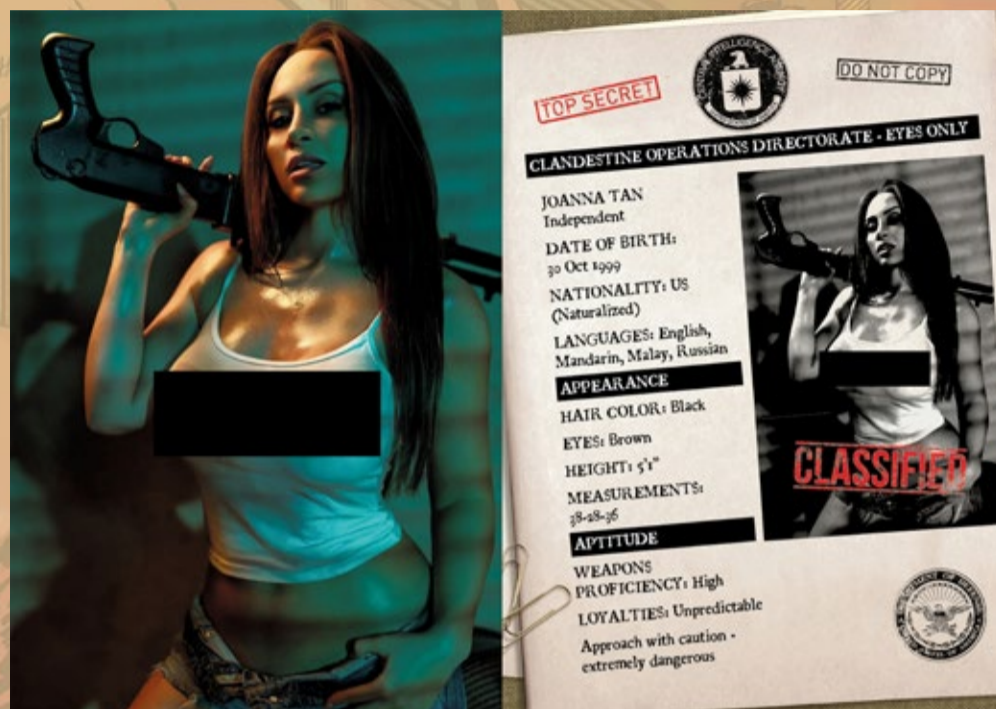 TOP SECRET
DO NOT COPY
CLANDESTINE OPERATIONS DIRECTORATE - EYES ONLY
JOANNA TAN
Independent
DATE OF BIRTH:
30 Oct 1999
NATIONALITY: US
(Naturalized)
LANGUAGES: English,
Mandarin, Malay, Russian
APPEARANCE
HAIR COLOR: Black
EYES: Brown
HEIGHT: 5'1"
MEASUREMENTS:
38-28-36
CLASSIFIED
APTITUDE
WEAPONS
PROFICIENCY: High
LOYALTIES: Unpredictable
Approach with caution -
extremely dangerous